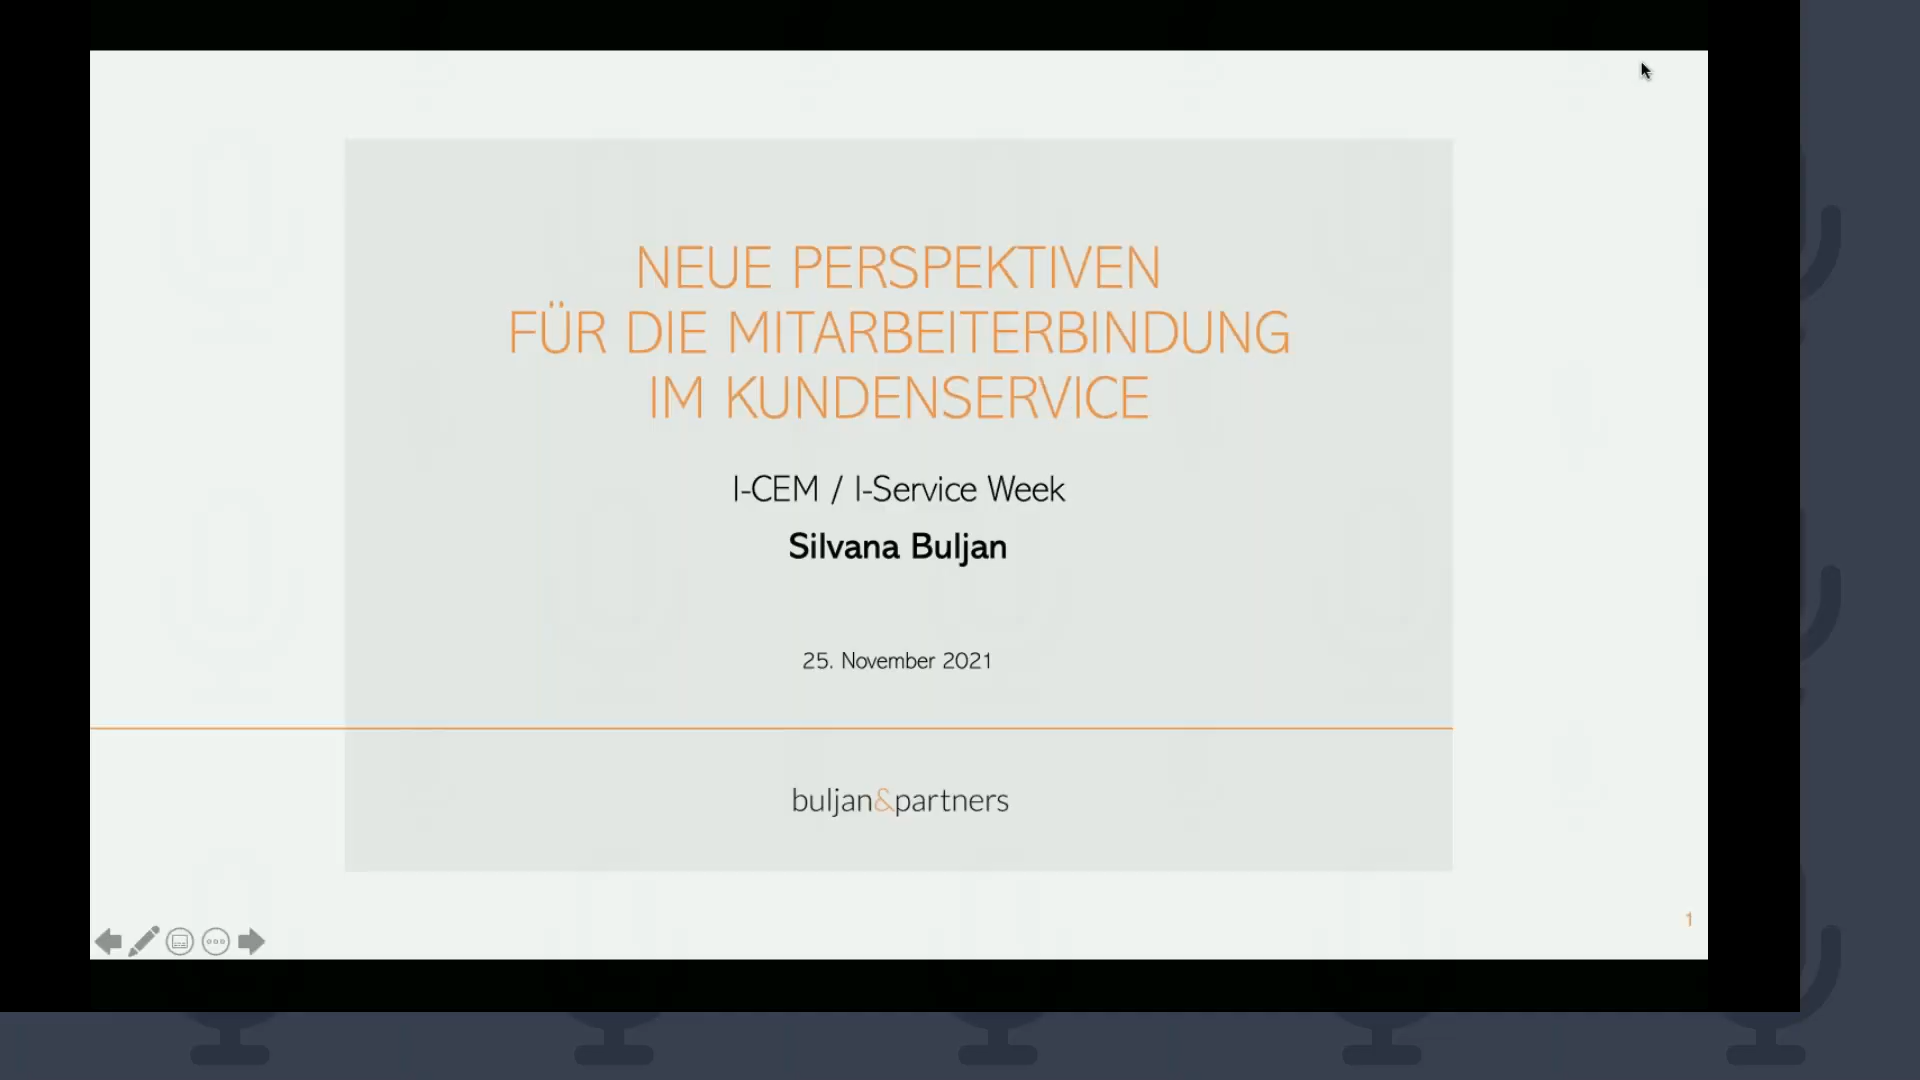 NEUE PERSPEKTIVEN
FÜR DIE MITARBEITERBINDUNG
IM KUNDENSERVICE
I-CEM / I-Service Week
Silvana Buljan
25. November 2021
buljan&partners
1